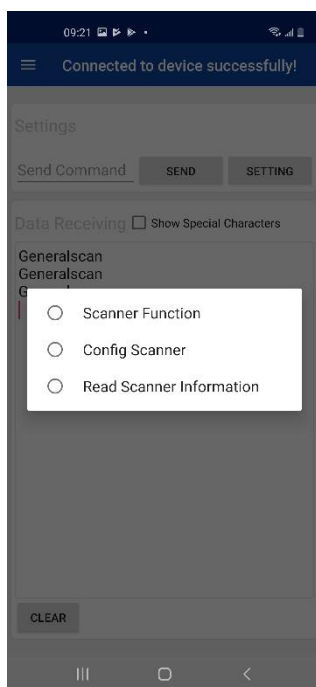 09:21
Connected to device successfully!
Settings
Send Command SEND SETTING
Data Receiving Show Special Characters
Generalscan
Generalscan
Scanner Function
Config Scanner
Read Scanner Information
CLEAR